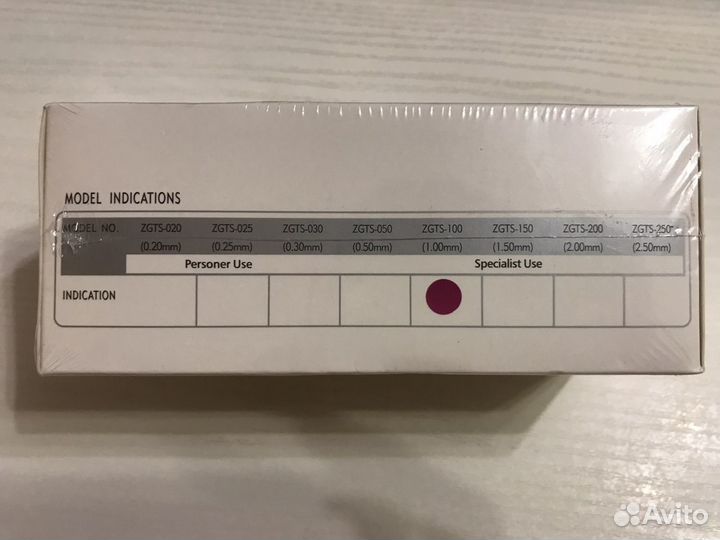 MODEL INDICATIONS
MODEL NO. ZGTS-020 ZGTS-025 ZGTS-030 ZGTS-050 ZGTS-100 ZGTS-150 ZGTS-200 ZGTS-250
(0.20mm) (0.25mm) (0.30mm) (0.50mm) (1.00mm) (1.50mm) (2.00mm) (2.50mm)
Personer Use Specialist Use
INDICATION
Avito